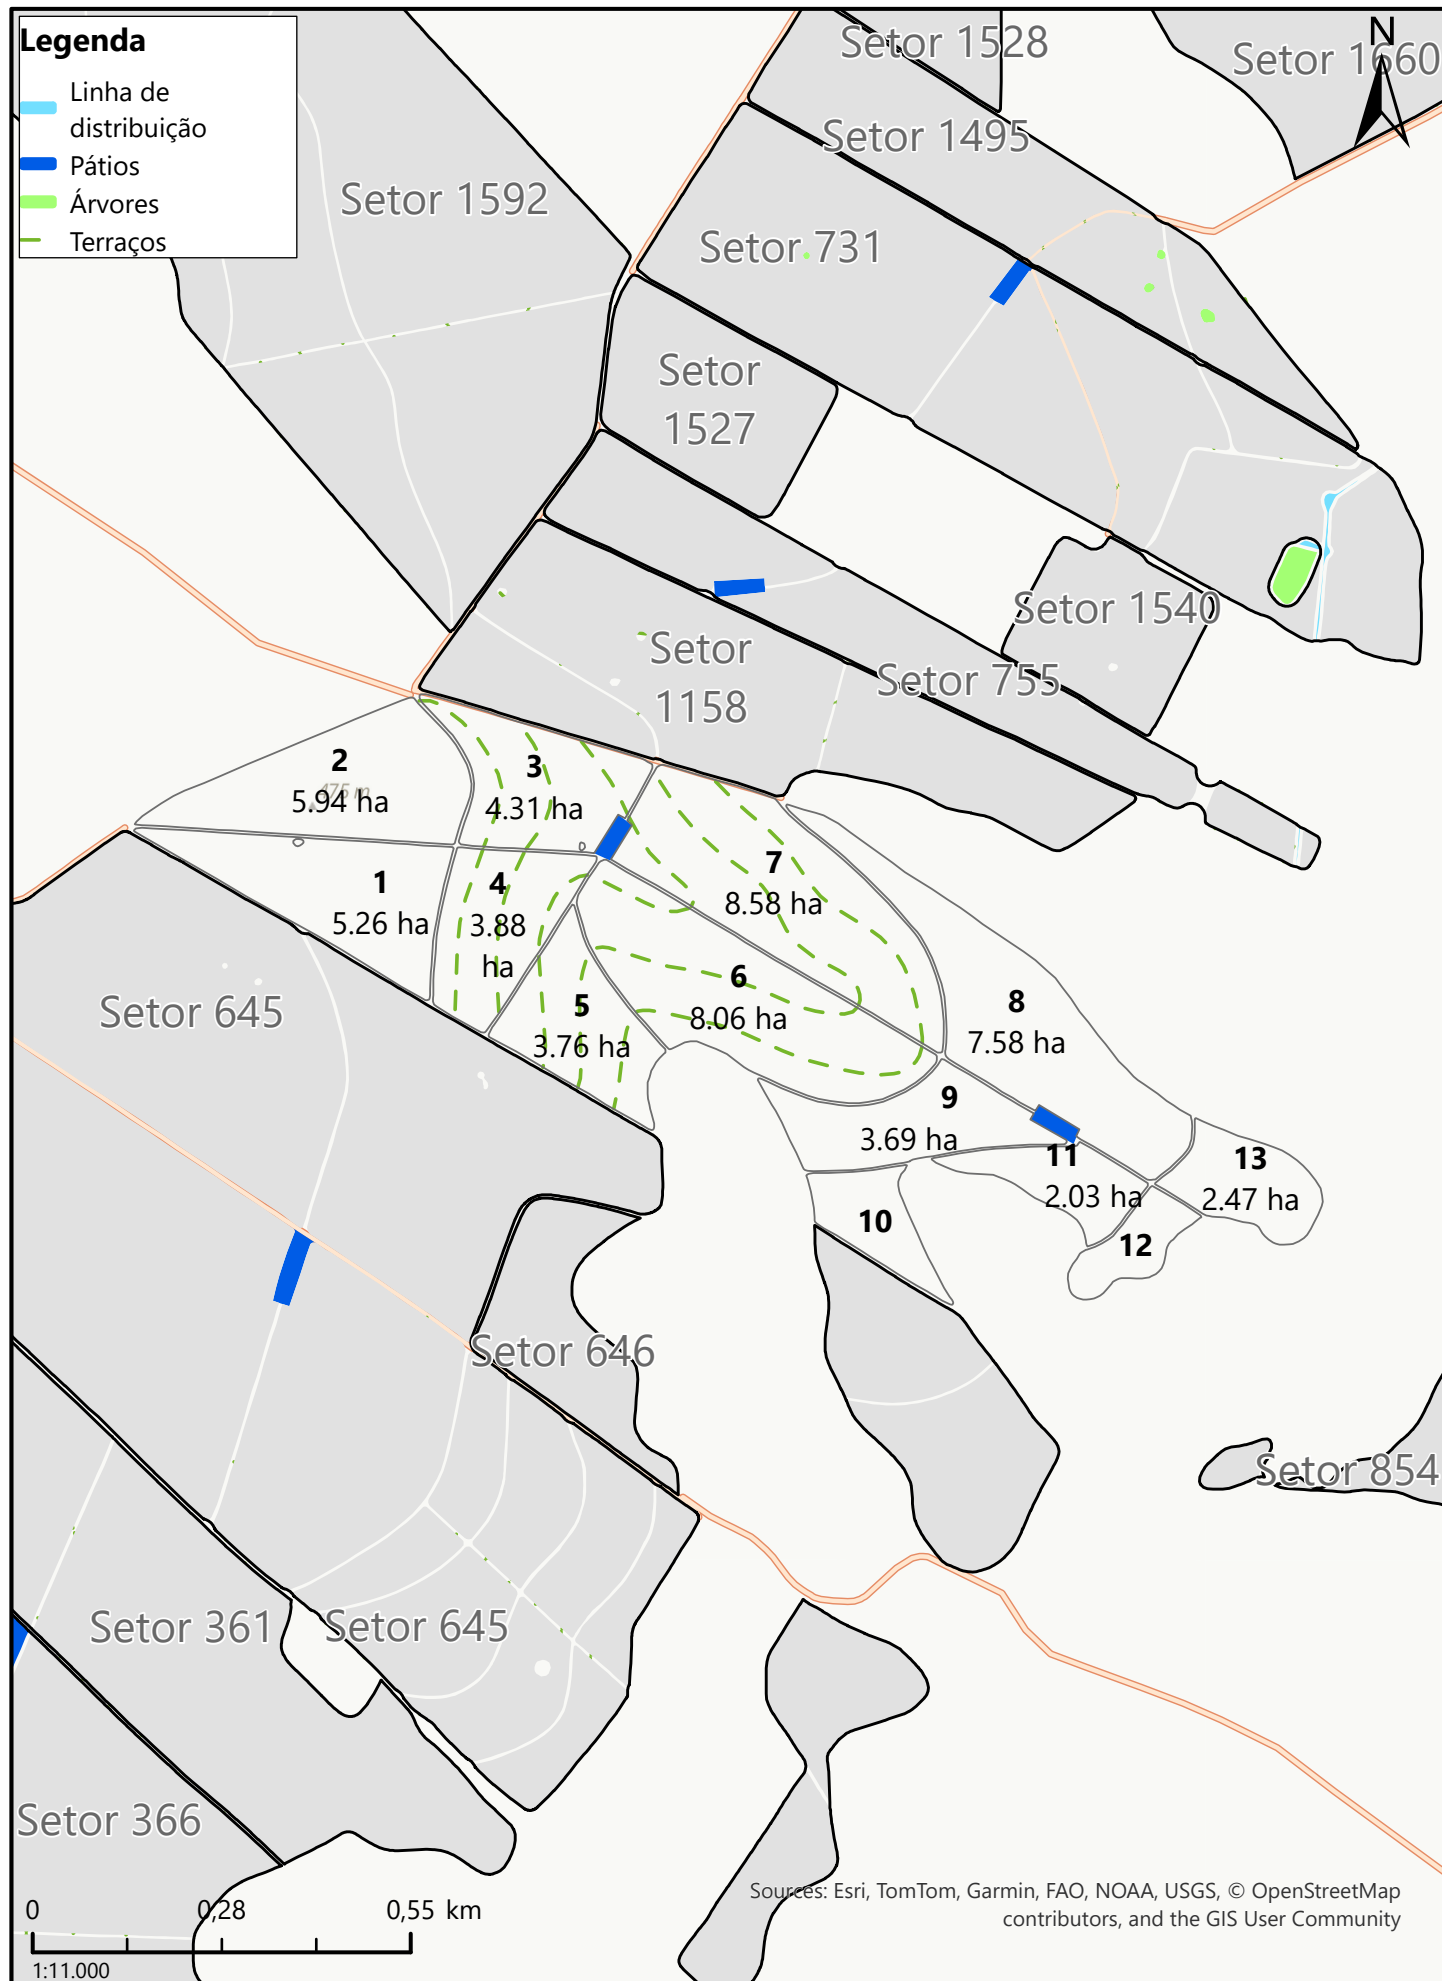 Legenda
Linha de
distribuição
Pátios
Árvores
Terraços
N
Setor 1528
Setor 1660
Setor 1495
Setor 1592
Setor 731
Setor
1527
Setor 1540
Setor
1158
Setor 755
2
5.94 ha
475 m
3
4.31 ha
7
8.58 ha
1
5.26 ha
4
3.88
ha
6
8.06 ha
5
3.76 ha
8
7.58 ha
Setor 645
9
3.69 ha
11
2.03 ha
13
2.47 ha
10
12
Setor 646
Setor 854
Setor 361
Setor 645
Setor 366
0
0,28
0,55 km
1:11.000
Sources: Esri, TomTom, Garmin, FAO, NOAA, USGS, © OpenStreetMap
contributors, and the GIS User Community